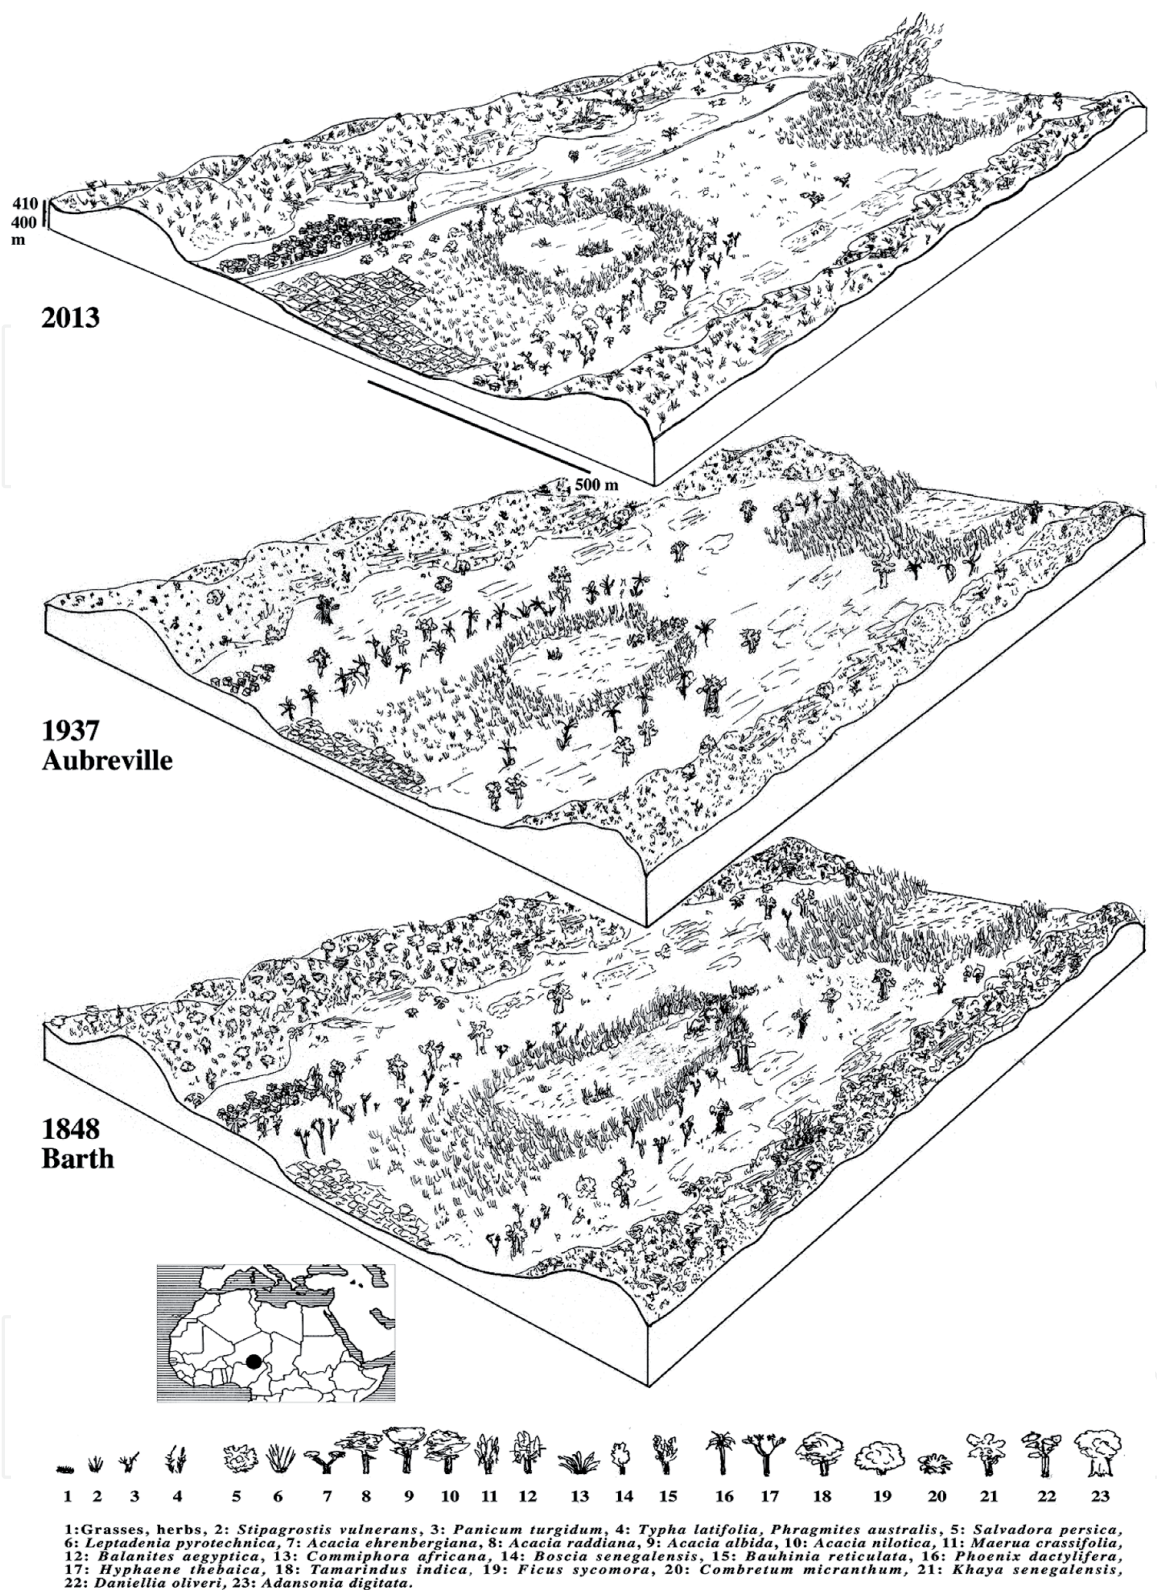 410
400
m
2013
500 m
1937
Aubreville
1848
Barth
1 2 3 4 5 6 7 8 9 10 11 12 13 14 15 16 17 18 19 20 21 22 23
1:Grasses, herbs, 2: Stipagrostis vulnerans, 3: Panicum turgidum, 4: Typha latifolia, Phragmites australis, 5: Salvadora persica,
6: Leptadenia pyrotechnica, 7: Acacia ehrenbergiana, 8: Acacia raddiana, 9: Acacia albida, 10: Acacia nilotica, 11: Maerua crassifolia,
12: Balanites aegyptica, 13: Commiphora africana, 14: Boscia senegalensis, 15: Bauhinia reticulata, 16: Phoenix dactylifera,
17: Hyphaene thebaica, 18: Tamarindus indica, 19: Ficus sycomora, 20: Combretum micranthum, 21: Khaya senegalensis,
22: Daniellia oliveri, 23: Adansonia digitata.